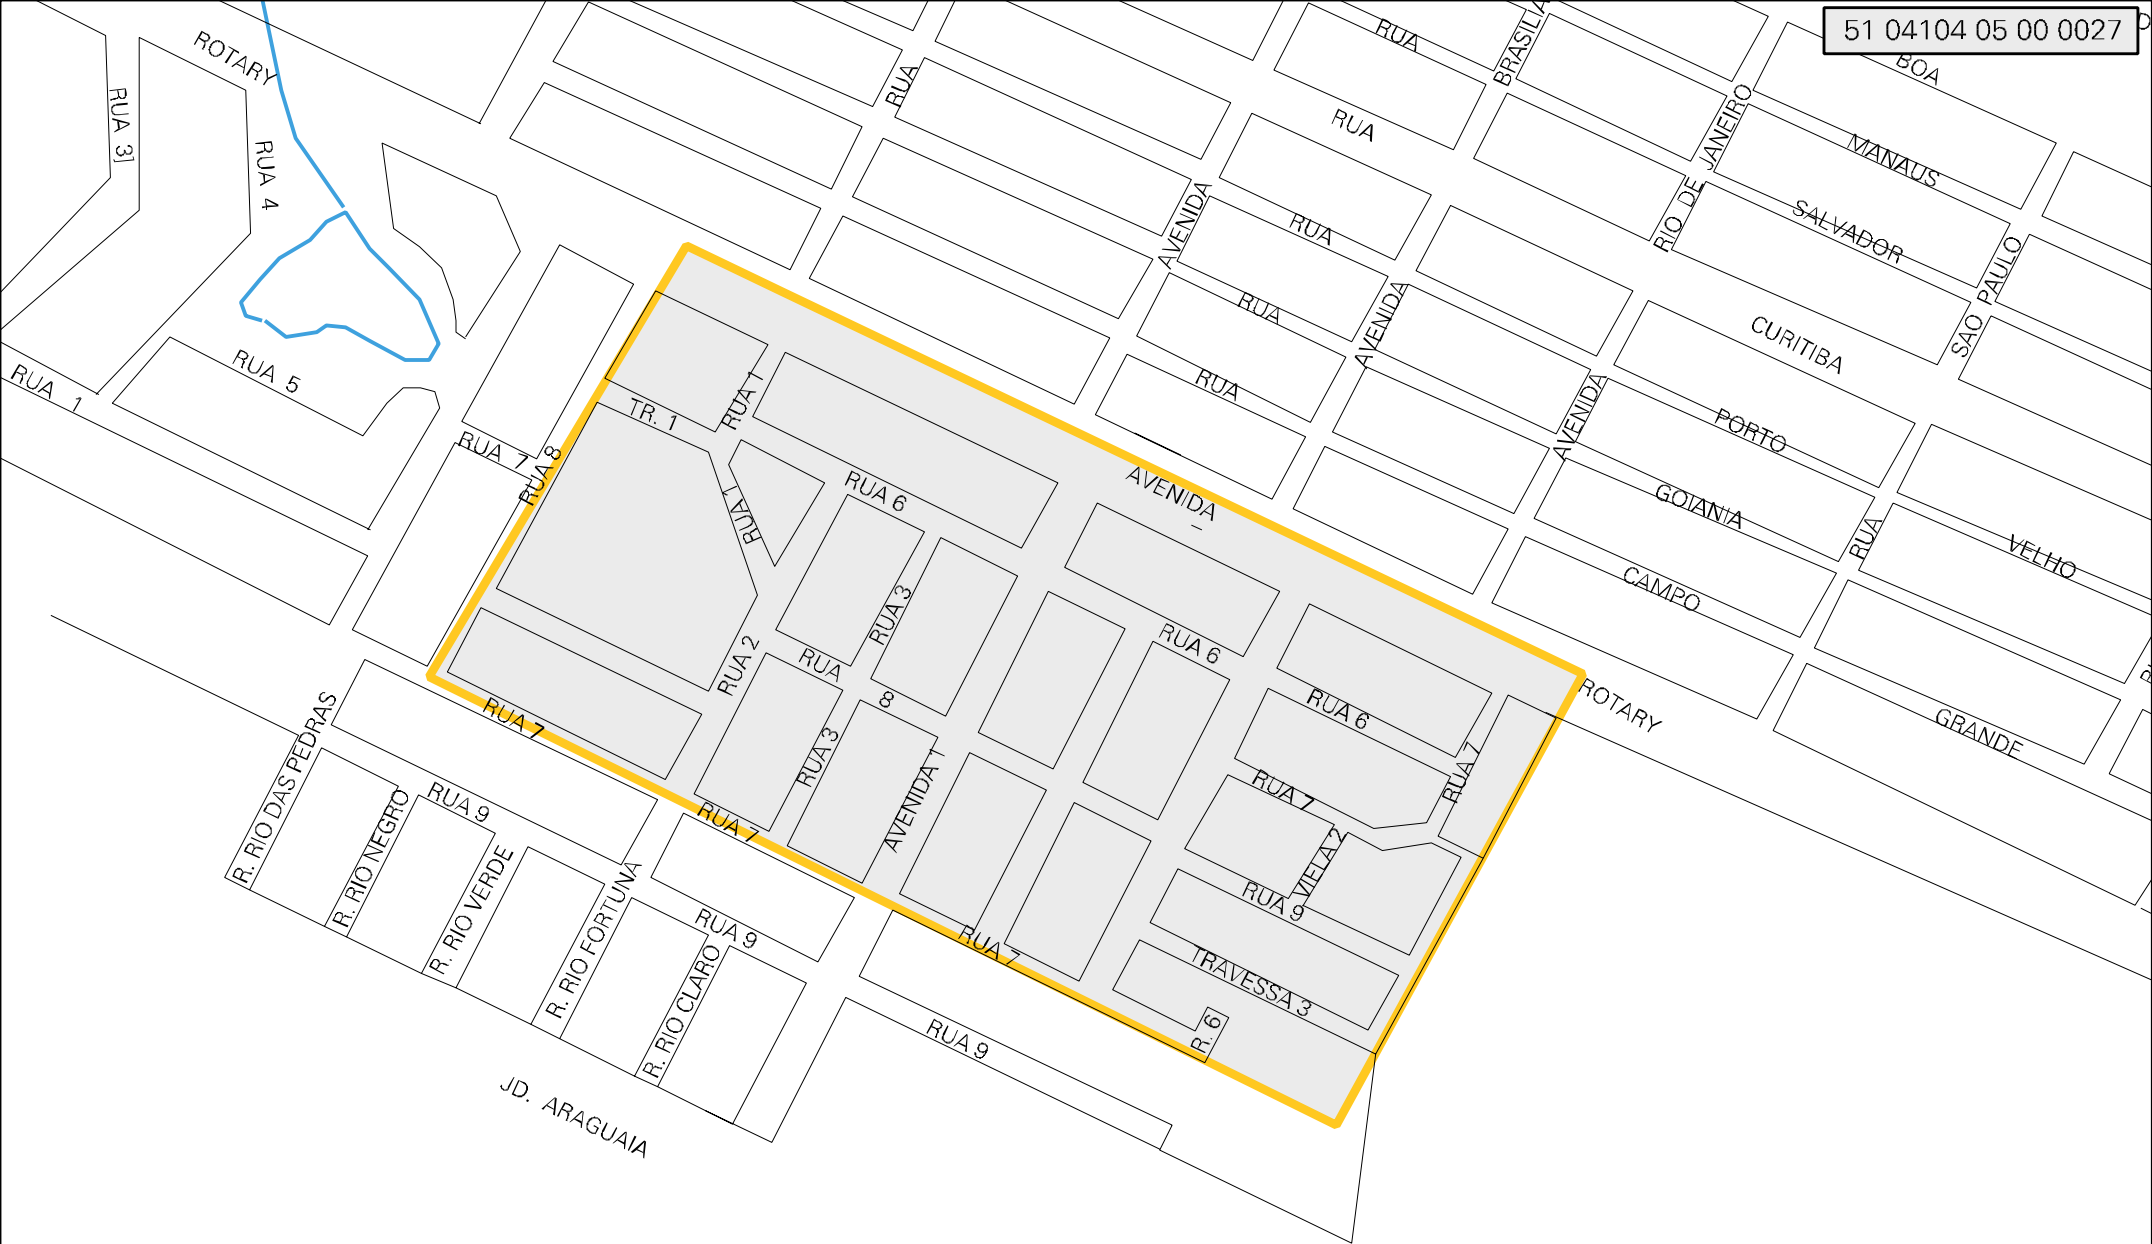 51 04104 05 00 0027
ROTARY
RUA 3]
RUA 4
RUA
RUA
BRASILIA
BOA
RUA
RIO DE JANEIRO
MANAUS
AVENIDA
RUA
SALVADOR
RUA
AVENIDA
SAO PAULO
CURITIBA
RUA 5
RUA 1
RUA
TR. 1
RUA 1
AVENIDA
PORTO
RUA 7
RUA 8
RUA 6
AVENIDA
RUA 1
GOIANIA
RUA
VELHO
RUA 3
CAMPO
RUA 2
RUA 8
RUA 6
RUA 6
ROTARY
GRANDE
RUA 7
RUA 3
RUA 7
R. RIO DAS PEDRAS
RUA 9
R. RIO NEGRO
R. RIO VERDE
RUA 7
AVENIDA 1
RUA 7
VIELA 2
R. RIO FORTUNA
RUA 9
RUA 9
RUA 7
R. RIO CLARO
TRAVESSA 3
R. 6
RUA 9
JD. ARAGUAIA